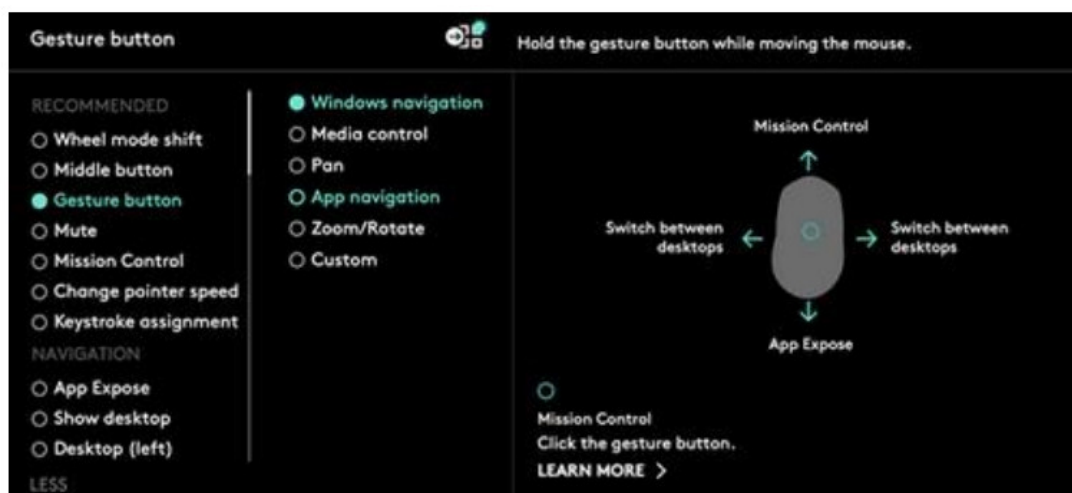 Gesture button
Hold the gesture button while moving the mouse.
RECOMMENDED
Wheel mode shift
Middle button
Gesture button
Mute
Mission Control
Change pointer speed
Keystroke assignment
NAVIGATION
App Expose
Show desktop
Desktop (left)
LESS
Windows navigation
Media control
Pan
App navigation
Zoom/Rotate
Custom
Mission Control
Switch between
desktops
Switch between
desktops
App Expose
Mission Control
Click the gesture button.
LEARN MORE >